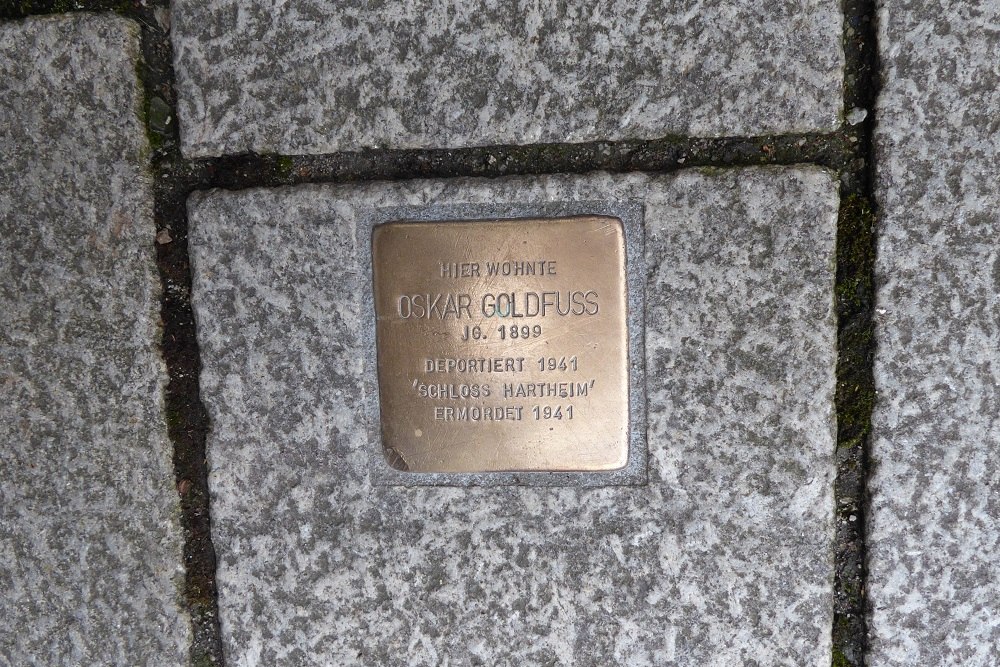 HIER WOHNTE
OSKAR GOLDFUSS
JG. 1899
DEPORTIERT 1941
'SCHLOSS HARTHEIM'
ERMORDET 1941